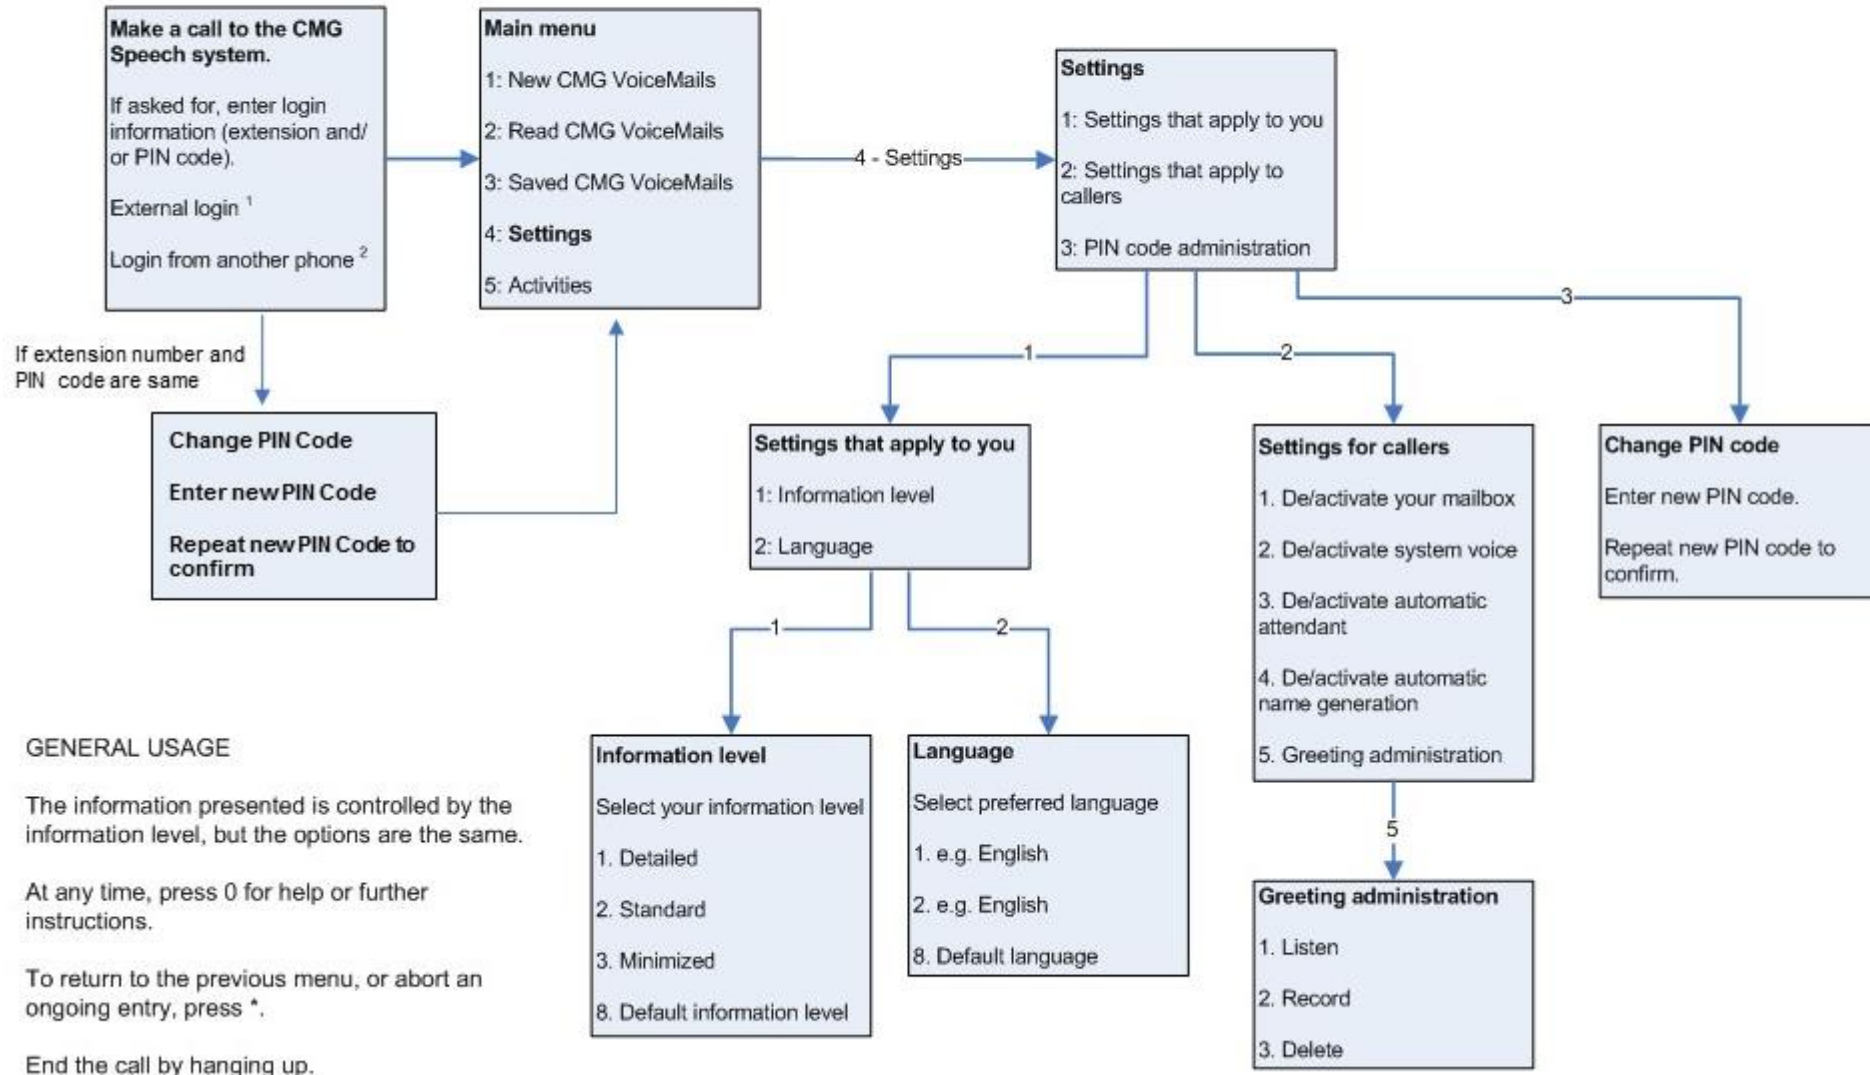 Make a call to the CMG
Speech system.
If asked for, enter login
information (extension and/
or PIN code).
External login 1
Login from another phone 2
Main menu
1: New CMG VoiceMails
2: Read CMG VoiceMails
3: Saved CMG VoiceMails
4: Settings
5: Activities
4 - Settings
Settings
1: Settings that apply to you
2: Settings that apply to
callers
3: PIN code administration
If extension number and
PIN code are same
Change PIN Code
Enter new PIN Code
Repeat new PIN Code to
confirm
1
2
3
Settings that apply to you
1: Information level
2: Language
Settings for callers
1. De/activate your mailbox
2. De/activate system voice
3. De/activate automatic
attendant
4. De/activate automatic
name generation
5. Greeting administration
Change PIN code
Enter new PIN code.
Repeat new PIN code to
confirm.
1
2
Information level
Select your information level
1. Detailed
2. Standard
3. Minimized
8. Default information level
Language
Select preferred language
1. e.g. English
2. e.g. English
8. Default language
5
Greeting administration
1. Listen
2. Record
3. Delete
GENERAL USAGE
The information presented is controlled by the
information level, but the options are the same.
At any time, press 0 for help or further
instructions.
To return to the previous menu, or abort an
ongoing entry, press *.
End the call by hanging up.